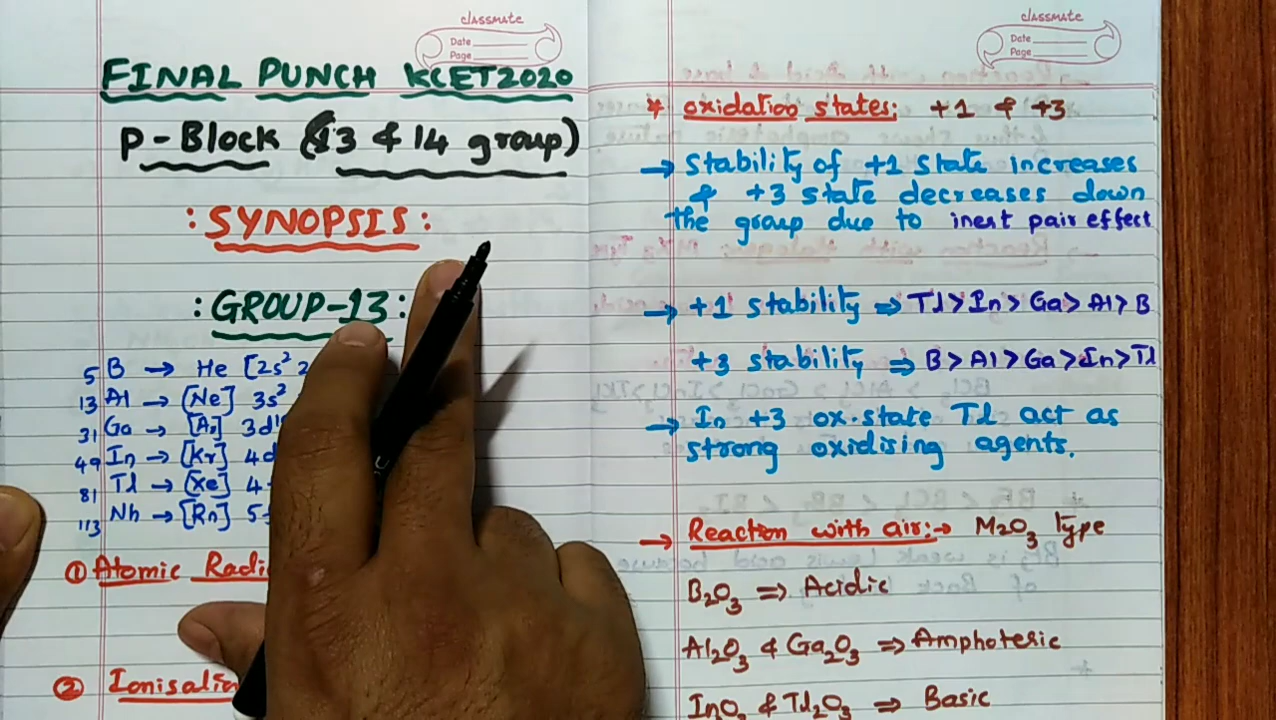 classmate
Date
Page
FINAL PUNCH KCET2020
P-Block (13 & 14 group)
: SYNOPSIS :
: GROUP-13 :
5 B → He [2s² 2
13 Al → [Ne] 3s²
31 Ga → [Ar] 3d
49 In → [Kr] 4d
81 Tl → [Xe] 4
113 Nh → [Rn] 5
① Atomic Radi
② Ionisation
classmate
Date
Page
* oxidation states: +1 & +3
→ Stability of +1 state increases
& +3 state decreases down
the group due to inert pair effect
→ +1 stability ⇒ Tl > In > Ga > Al > B
+3 stability ⇒ B > Al > Ga > In > Tl
→ In +3 ox. state Tl act as
strong oxidising agents.
→ Reaction with air:→ M₂O₃ type
B₂O₃ ⇒ Acidic
Al₂O₃ & Ga₂O₃ ⇒ Amphoteric
InO₃ & Tl₂O₃ ⇒ Basic